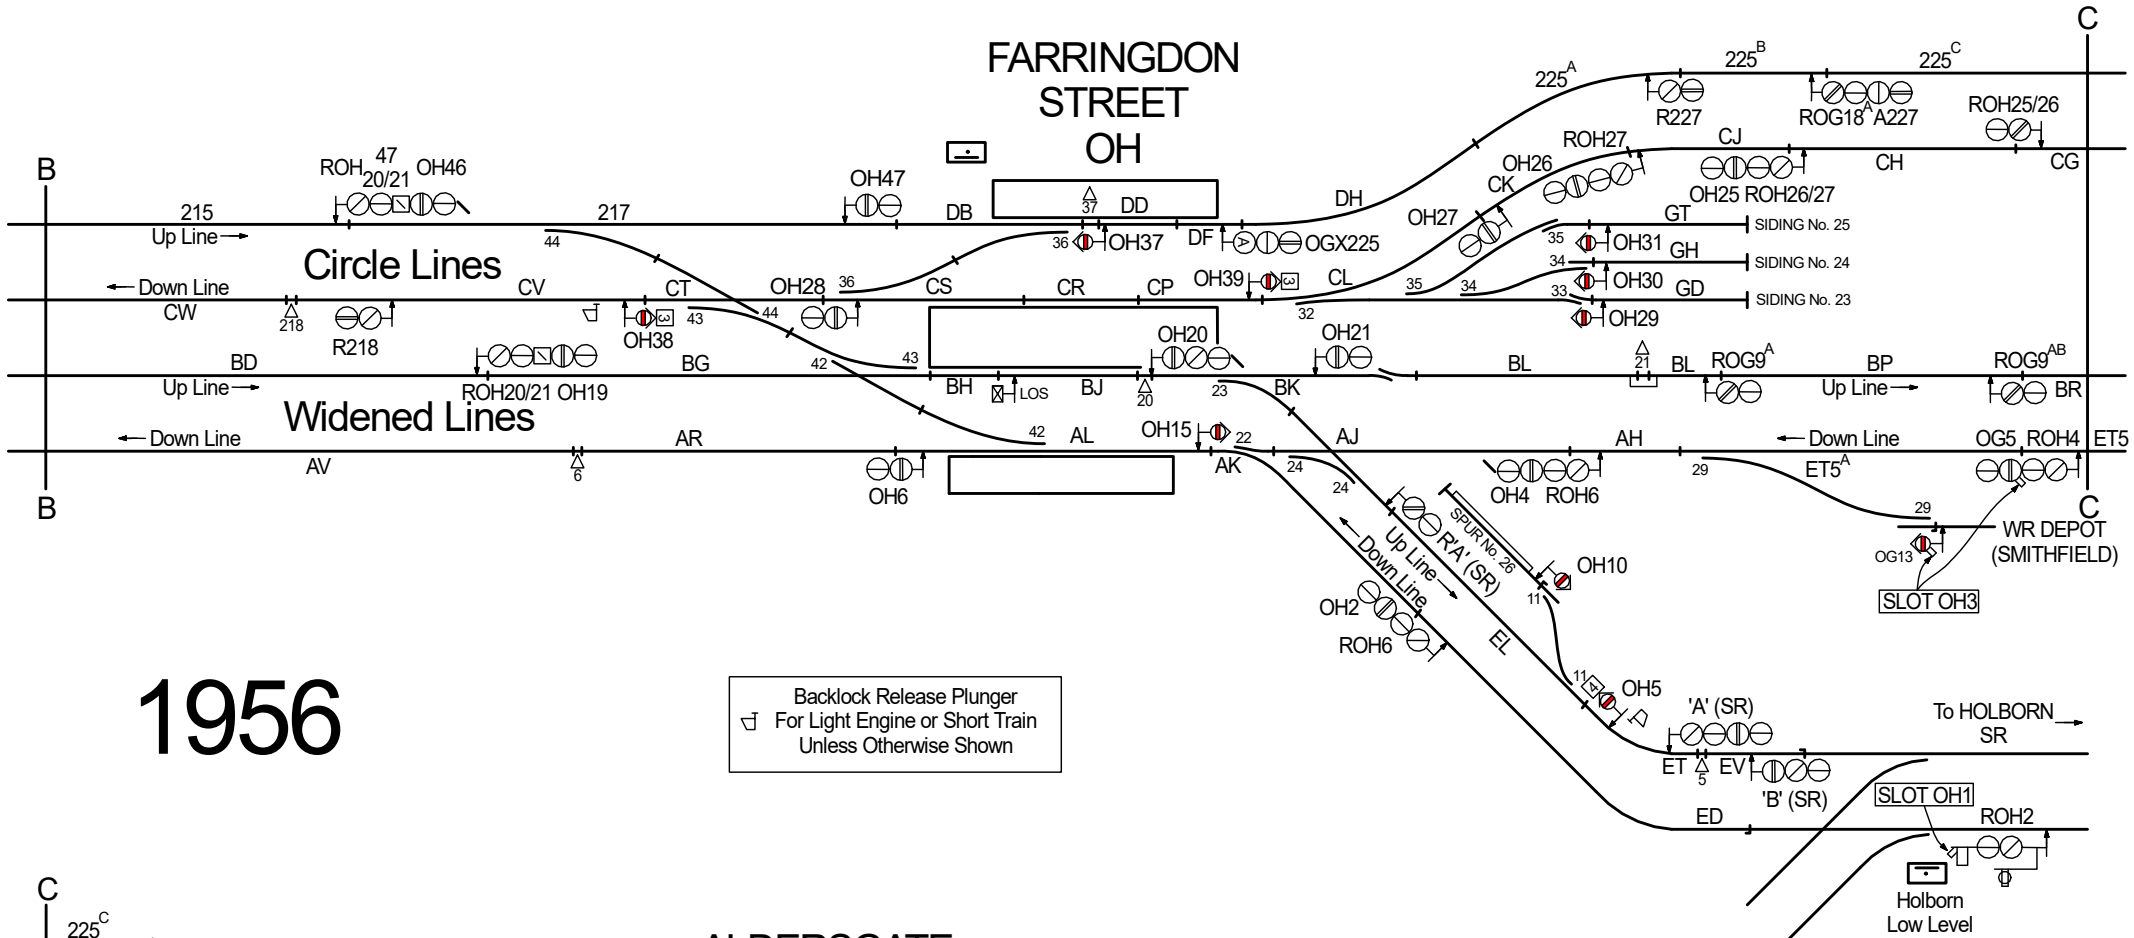 FARRINGDON
STREET
OH
C
225A
225B
225C
R227
ROG18A A227
ROH25/26
ROH27
CJ
CH
CG
OH26
CK
OH25 ROH26/27
B
ROH 47
20/21
OH46
OH47
215
217
DB
37
DD
DH
OH27
GT
SIDING No. 25
Up Line
44
36
OH37
DF
A
OGX225
35
OH31
GH
Circle Lines
SIDING No. 24
34
OH30
Down Line
CV
CT
OH28
36
CS
CR
CP
OH39
3
CL
35
34
33
GD
SIDING No. 23
CW
218
R218
3
OH38
43
44
32
OH29
OH20
OH21
21
ROG9A
ROG9AB
BD
BG
42
43
BH
LOS
BJ
20
23
BK
BL
BL
BP
BR
Up Line
ROH20/21 OH19
Up Line
Widened Lines
Down Line
AR
42
AL
OH15
22
AJ
AH
Down Line
OG5 ROH4
ET5
AV
6
OH6
AK
24
24
OH4 ROH6
29
ET5A
B
C
29
WR DEPOT
(SMITHFIELD)
OG13
SLOT OH3
Up Line
Down Line
R'A' (SR)
SPUR No. 26
OH10
11
OH2
ROH6
EL
11
4
OH5
1956
Backlock Release Plunger
For Light Engine or Short Train
Unless Otherwise Shown
'A' (SR)
To HOLBORN
SR
ET
5
EV
'B' (SR)
SLOT OH1
ED
ROH2
Holborn
Low Level
C
225C
ALDERSGATE